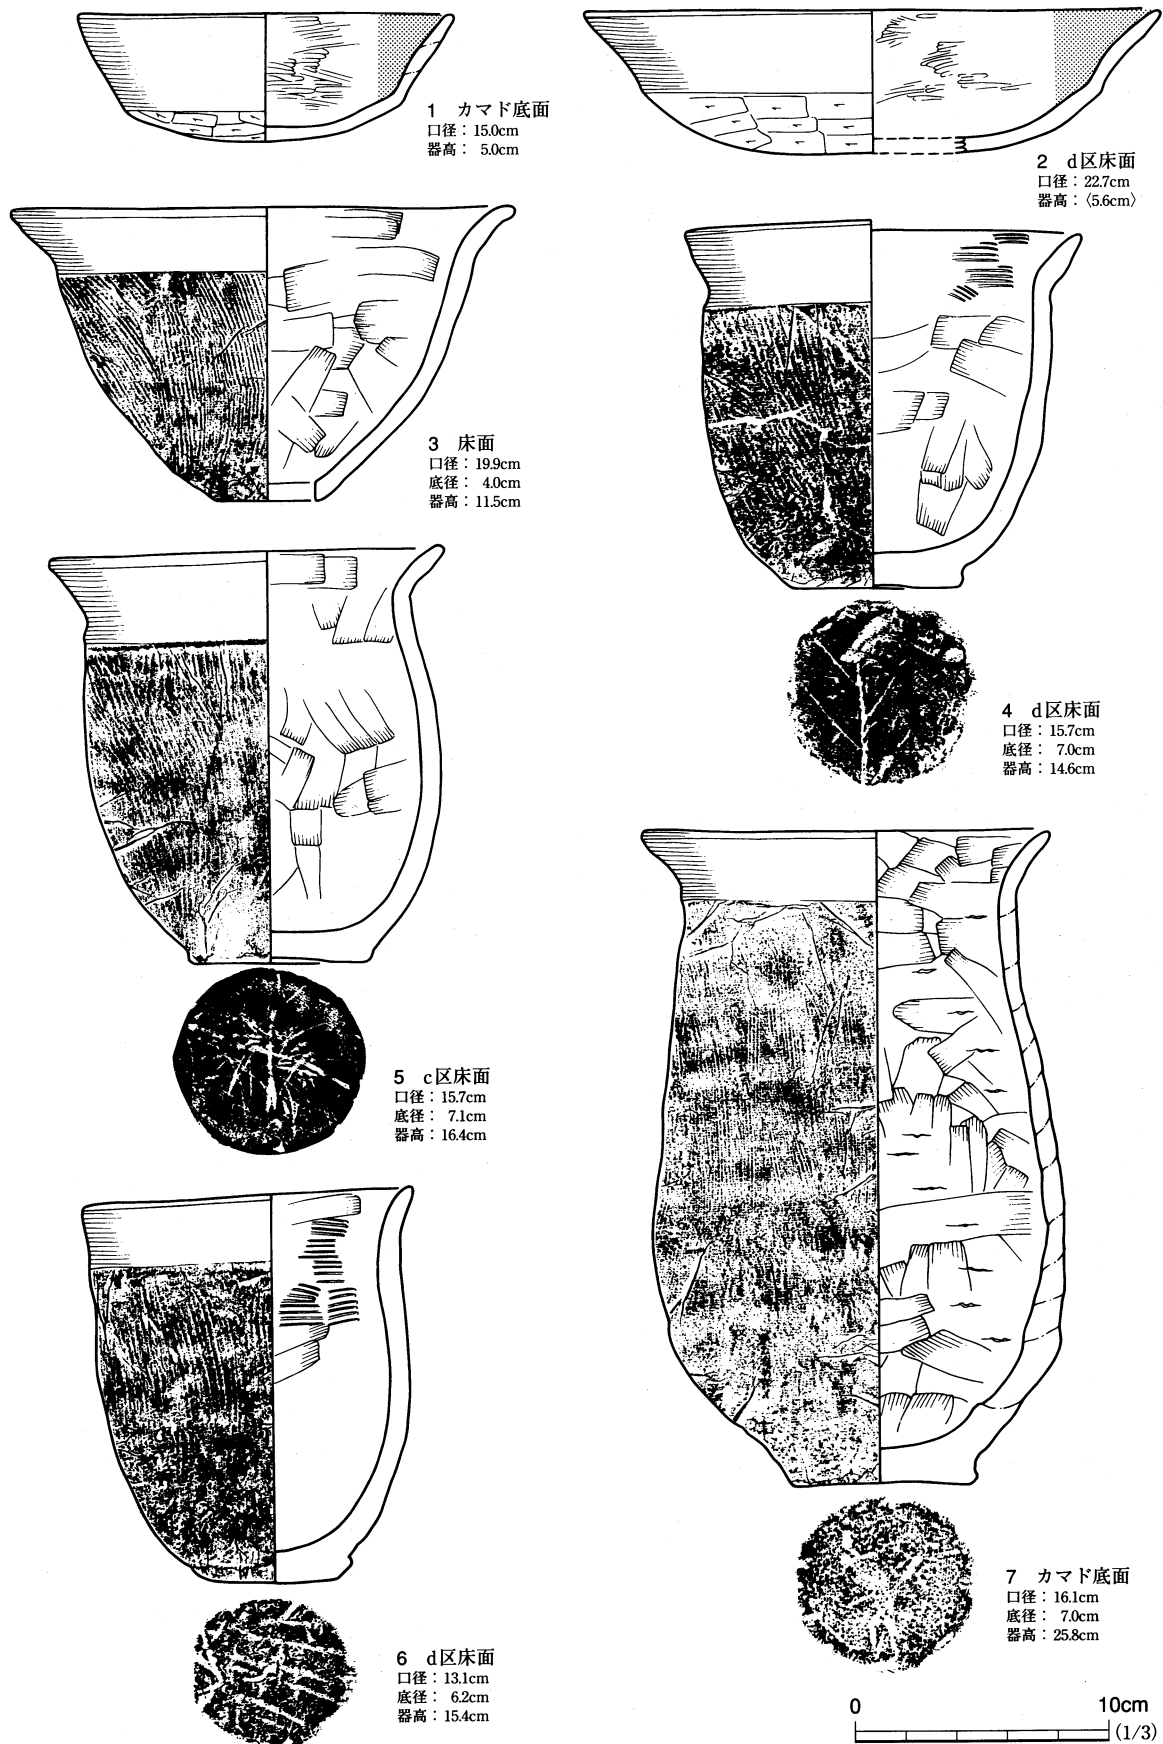 1 カマド底面
口径：15.0cm
器高： 5.0cm
2 d区床面
口径：22.7cm
器高：〈5.6cm〉
3 床面
口径：19.9cm
底径： 4.0cm
器高：11.5cm
4 d区床面
口径：15.7cm
底径： 7.0cm
器高：14.6cm
5 c区床面
口径：15.7cm
底径： 7.1cm
器高：16.4cm
6 d区床面
口径：13.1cm
底径： 6.2cm
器高：15.4cm
7 カマド底面
口径：16.1cm
底径： 7.0cm
器高：25.8cm
0 10cm
(1/3)